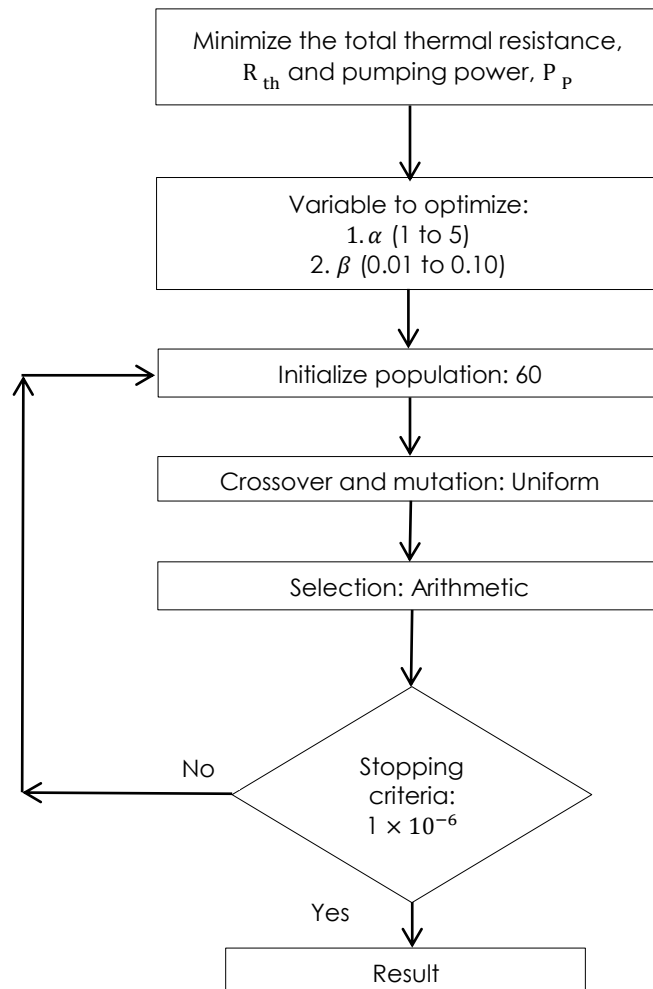 Minimize the total thermal resistance,
R th and pumping power, P P
Variable to optimize:
1. α (1 to 5)
2. β (0.01 to 0.10)
Initialize population: 60
Crossover and mutation: Uniform
Selection: Arithmetic
No
Stopping
criteria:
1 × 10⁻⁶
Yes
Result